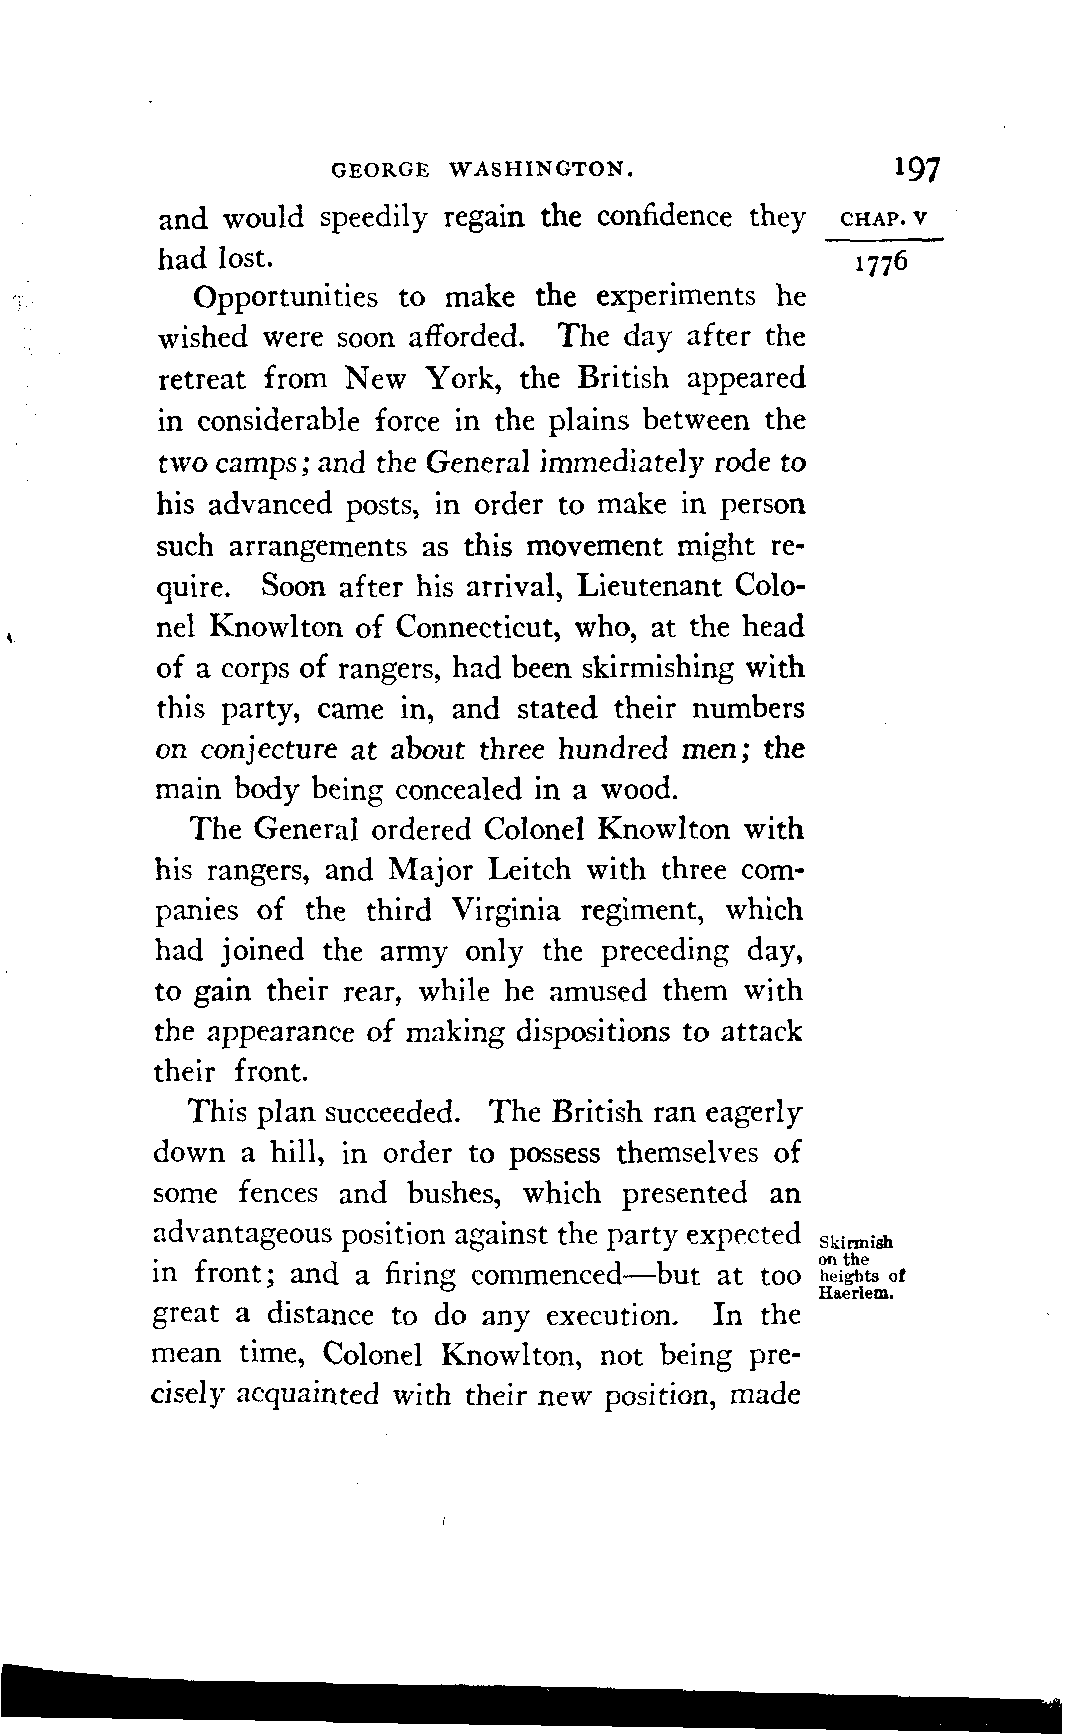 GEORGE WASHINGTON. 197
and would speedily regain the confidence they CHAP. V
had lost. 1776
Opportunities to make the experiments he
wished were soon afforded. The day after the
retreat from New York, the British appeared
in considerable force in the plains between the
two camps; and the General immediately rode to
his advanced posts, in order to make in person
such arrangements as this movement might re-
quire. Soon after his arrival, Lieutenant Colo-
nel Knowlton of Connecticut, who, at the head
of a corps of rangers, had been skirmishing with
this party, came in, and stated their numbers
on conjecture at about three hundred men; the
main body being concealed in a wood.
The General ordered Colonel Knowlton with
his rangers, and Major Leitch with three com-
panies of the third Virginia regiment, which
had joined the army only the preceding day,
to gain their rear, while he amused them with
the appearance of making dispositions to attack
their front.
This plan succeeded. The British ran eagerly
down a hill, in order to possess themselves of
some fences and bushes, which presented an
advantageous position against the party expected
in front; and a firing commenced—but at too
great a distance to do any execution. In the
mean time, Colonel Knowlton, not being pre-
cisely acquainted with their new position, made
Skirmish
on the
heights of
Haerlem.